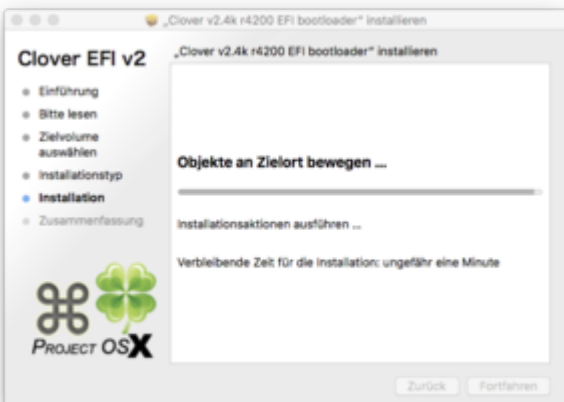 „Clover v2.4k r4200 EFI bootloader“ installieren
Clover EFI v2
„Clover v2.4k r4200 EFI bootloader“ installieren
Einführung
Bitte lesen
Zielvolume
auswählen
Installationstyp
Installation
Zusammenfassung
Objekte an Zielort bewegen ...
Installationsaktionen ausführen ...
Verbleibende Zeit für die Installation: ungefähr eine Minute
PROJECT OSX
Zurück
Fortfahren